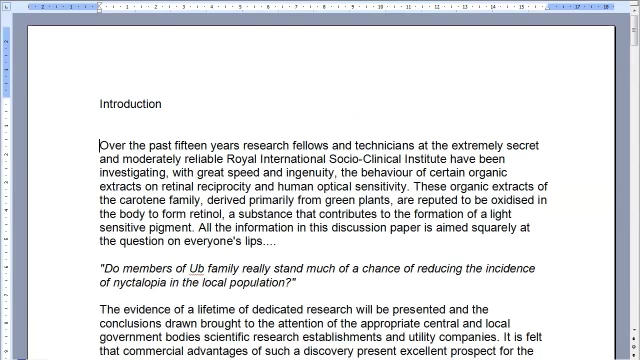 Introduction
Over the past fifteen years research fellows and technicians at the extremely secret
and moderately reliable Royal International Socio-Clinical Institute have been
investigating, with great speed and ingenuity, the behaviour of certain organic
extracts on retinal reciprocity and human optical sensitivity. These organic extracts of
the carotene family, derived primarily from green plants, are reputed to be oxidised in
the body to form retinol, a substance that contributes to the formation of a light
sensitive pigment. All the information in this discussion paper is aimed squarely at
the question on everyone's lips....
"Do members of Ub family really stand much of a chance of reducing the incidence
of nyctalopia in the local population?"
The evidence of a lifetime of dedicated research will be presented and the
conclusions drawn brought to the attention of the appropriate central and local
government bodies scientific research establishments and utility companies. It is felt
that commercial advantages of such a discovery present excellent prospect for the